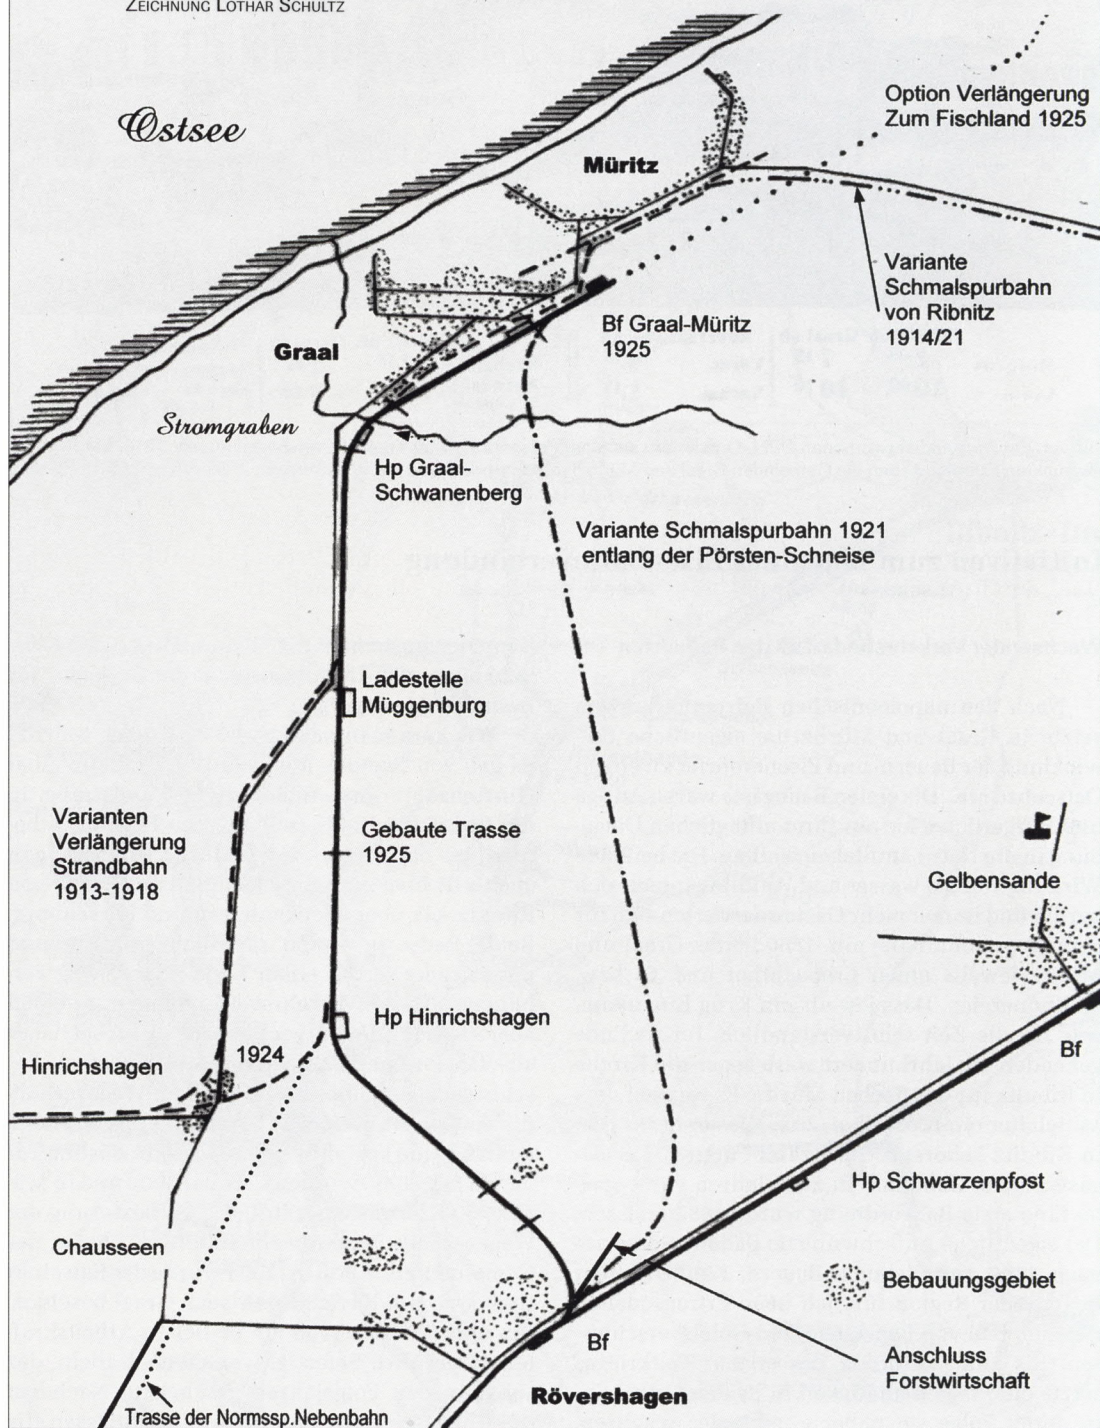 ZEICHNUNG LOTHAR SCHULTZ
Ostsee
Option Verlängerung
Zum Fischland 1925
Müritz
Variante
Schmalspurbahn
von Ribnitz
1914/21
Bf Graal-Müritz
1925
Graal
Stromgraben
Hp Graal-
Schwanenberg
Variante Schmalspurbahn 1921
entlang der Pörsten-Schneise
Ladestelle
Müggenburg
Varianten
Verlängerung
Strandbahn
1913-1918
Gebaute Trasse
1925
Gelbensande
Hp Hinrichshagen
1924
Hinrichshagen
Bf
Hp Schwarzenpfost
Chausseen
Bebauungsgebiet
Bf
Anschluss
Forstwirtschaft
Rövershagen
Trasse der Normssp.Nebenbahn